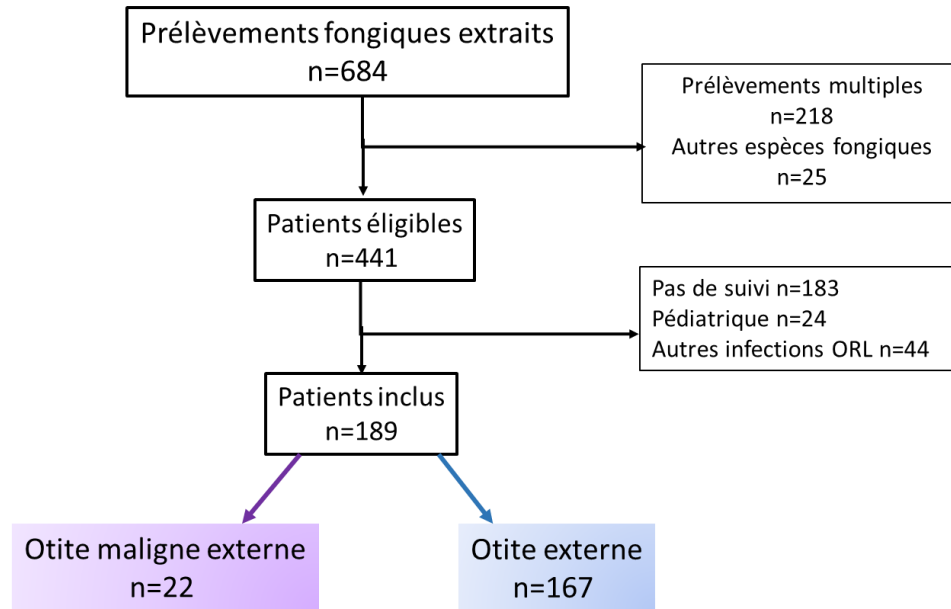 Prélèvements fongiques extraits
n=684
Prélèvements multiples
n=218
Autres espèces fongiques
n=25
Patients éligibles
n=441
Pas de suivi n=183
Pédiatrique n=24
Autres infections ORL n=44
Patients inclus
n=189
Otite maligne externe
n=22
Otite externe
n=167